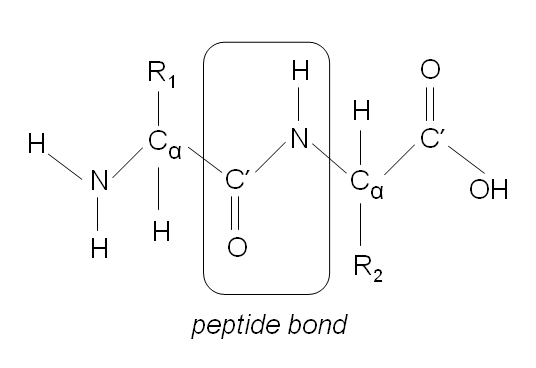 O
R₁ H
H
H Cα N C′
N C′ Cα OH
H H O
R₂
peptide bond